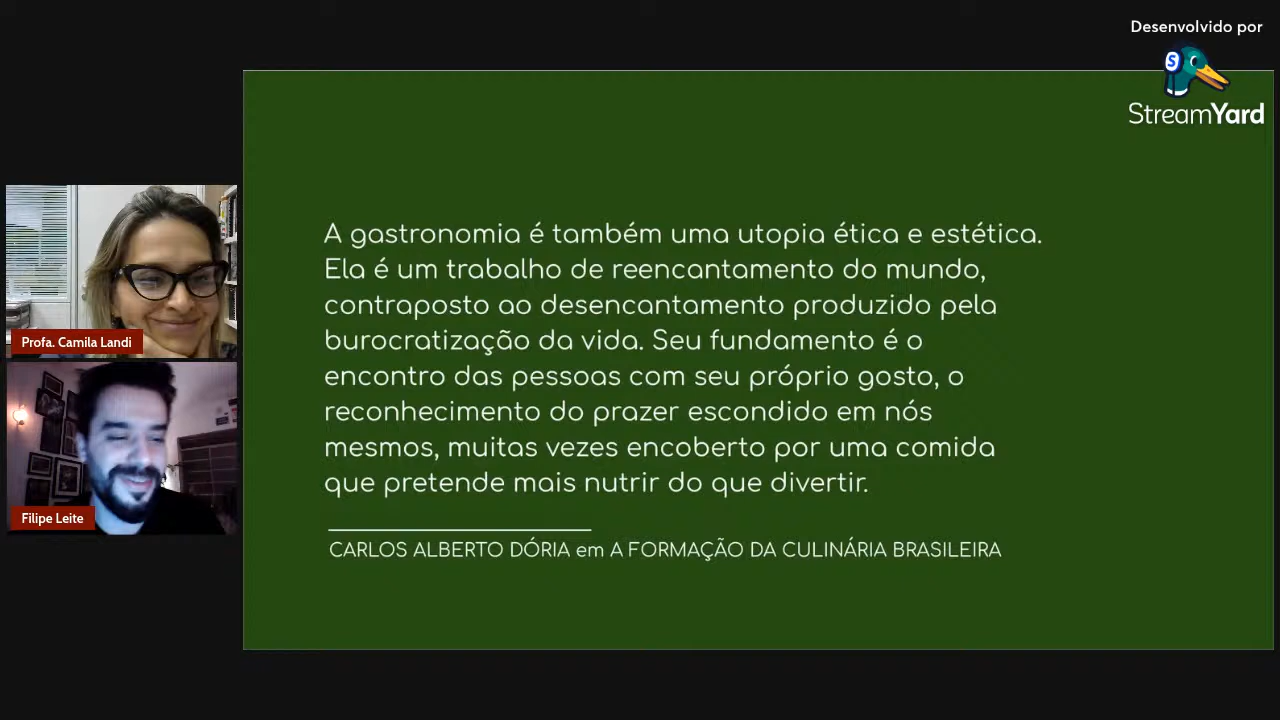 Desenvolvido por
S
StreamYard
A gastronomia é também uma utopia ética e estética.
Ela é um trabalho de reencantamento do mundo,
contraposto ao desencantamento produzido pela
burocratização da vida. Seu fundamento é o
encontro das pessoas com seu próprio gosto, o
reconhecimento do prazer escondido em nós
mesmos, muitas vezes encoberto por uma comida
que pretende mais nutrir do que divertir.
CARLOS ALBERTO DÓRIA em A FORMAÇÃO DA CULINÁRIA BRASILEIRA
Profa. Camila Landi
Filipe Leite